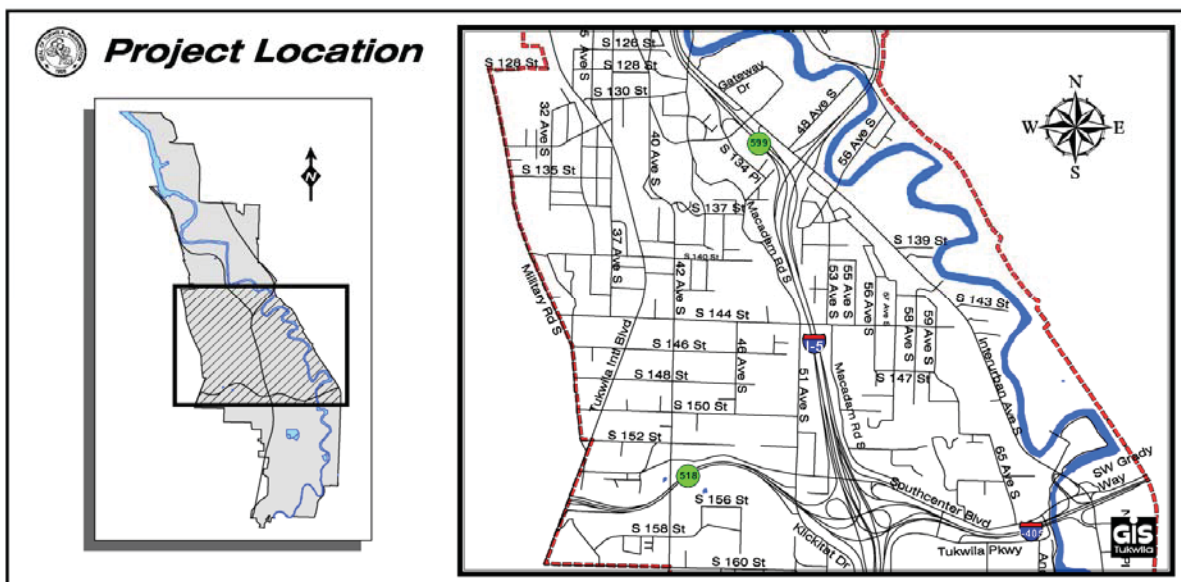 Project Location
N
S 126 St
S 128 St
S 128 St
S 130 St
Gateway
Dr
48 Ave S
56 Ave S
32 Ave S
40 Ave S
599
S 134 Pl
S 135 St
S 137 St
Macadam Rd S
S 139 St
37 Ave S
42 Ave S
S 140 St
Military Rd S
53 Ave S
55 Ave S
56 Ave S
57 Ave S
58 Ave S
59 Ave S
S 143 St
S 144 St
Tukwila Intl Blvd
S 146 St
46 Ave S
I-5
Interurban Ave S
S 147 St
S 148 St
51 Ave S
Macadam Rd S
S 150 St
S 152 St
65 Ave S
SW Grady
Way
518
Southcenter Blvd
S 156 St
S 158 St
Klickitat Dr
I-405
Tukwila Pkwy
S 160 St
N
W
E
S
GIS
Tukwila